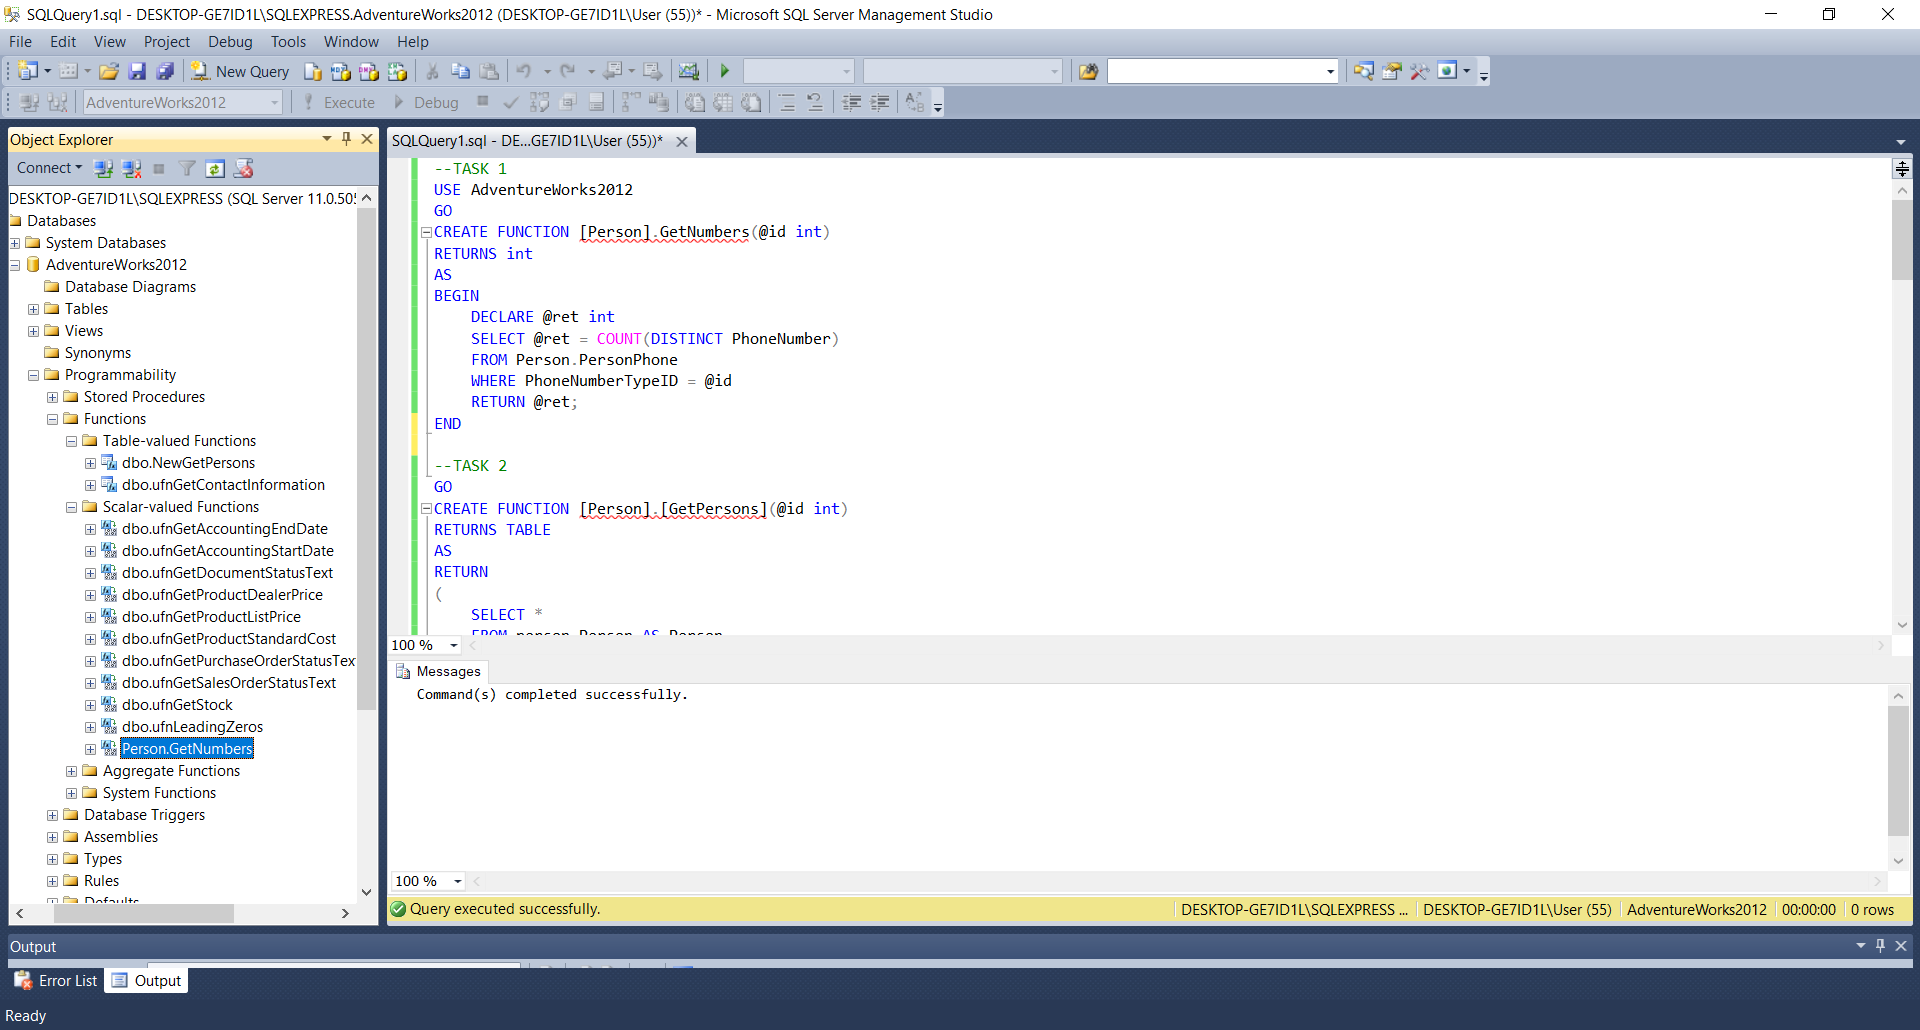 SQLQuery1.sql - DESKTOP-GE7ID1L\SQLEXPRESS.AdventureWorks2012 (DESKTOP-GE7ID1L\User (55))* - Microsoft SQL Server Management Studio
File Edit View Project Debug Tools Window Help
New Query
AdventureWorks2012 Execute Debug
Object Explorer
Connect
DESKTOP-GE7ID1L\SQLEXPRESS (SQL Server 11.0.505
Databases
System Databases
AdventureWorks2012
Database Diagrams
Tables
Views
Synonyms
Programmability
Stored Procedures
Functions
Table-valued Functions
dbo.NewGetPersons
dbo.ufnGetContactInformation
Scalar-valued Functions
dbo.ufnGetAccountingEndDate
dbo.ufnGetAccountingStartDate
dbo.ufnGetDocumentStatusText
dbo.ufnGetProductDealerPrice
dbo.ufnGetProductListPrice
dbo.ufnGetProductStandardCost
dbo.ufnGetPurchaseOrderStatusTex
dbo.ufnGetSalesOrderStatusText
dbo.ufnGetStock
dbo.ufnLeadingZeros
Person.GetNumbers
Aggregate Functions
System Functions
Database Triggers
Assemblies
Types
Rules
Defaults
SQLQuery1.sql - DE...GE7ID1L\User (55))*
--TASK 1
USE AdventureWorks2012
GO
CREATE FUNCTION [Person].GetNumbers(@id int)
RETURNS int
AS
BEGIN
DECLARE @ret int
SELECT @ret = COUNT(DISTINCT PhoneNumber)
FROM Person.PersonPhone
WHERE PhoneNumberTypeID = @id
RETURN @ret;
END
--TASK 2
GO
CREATE FUNCTION [Person].[GetPersons](@id int)
RETURNS TABLE
AS
RETURN
(
SELECT *
FROM person.Person AS Person
100 %
Messages
Command(s) completed successfully.
100 %
Query executed successfully. DESKTOP-GE7ID1L\SQLEXPRESS ... DESKTOP-GE7ID1L\User (55) AdventureWorks2012 00:00:00 0 rows
Output
Error List Output
Ready